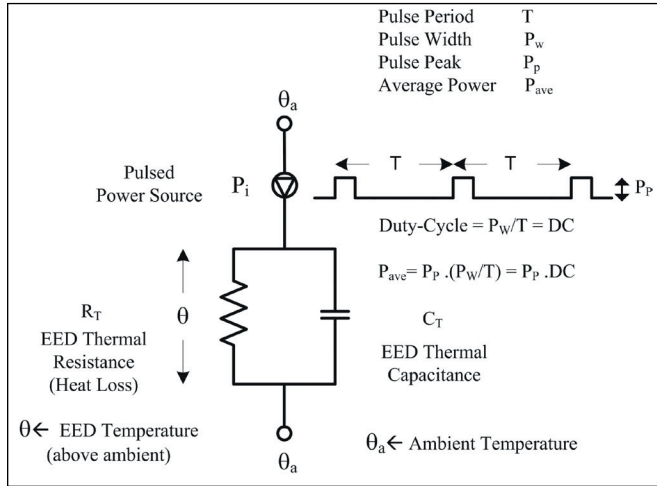 Pulse Period T
Pulse Width P_w
Pulse Peak P_p
Average Power P_ave
θ_a
T T
Pulsed
Power Source
P_i
P_P
Duty-Cycle = P_W/T = DC
P_ave= P_P .(P_W/T) = P_P .DC
R_T
EED Thermal
Resistance
(Heat Loss)
θ
C_T
EED Thermal
Capacitance
θ← EED Temperature
(above ambient)
θ_a
θ_a← Ambient Temperature